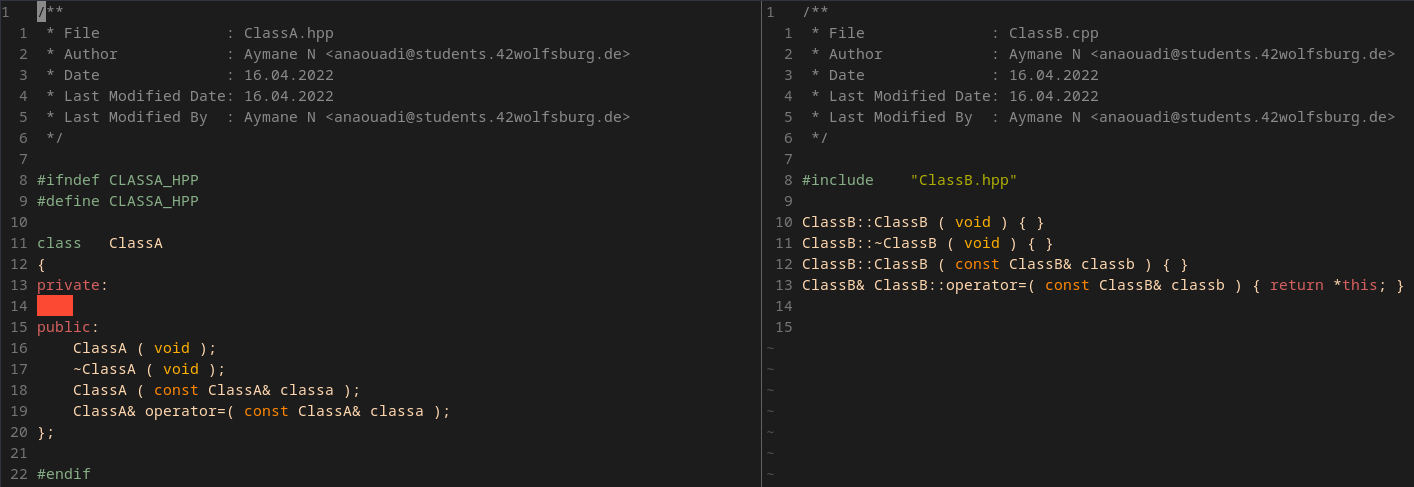 1   /**
  1  * File              : ClassA.hpp
  2  * Author            : Aymane N <anaouadi@students.42wolfsburg.de>
  3  * Date              : 16.04.2022
  4  * Last Modified Date: 16.04.2022
  5  * Last Modified By  : Aymane N <anaouadi@students.42wolfsburg.de>
  6  */
  7
  8 #ifndef CLASSA_HPP
  9 #define CLASSA_HPP
 10
 11 class   ClassA
 12 {
 13 private:
 14
 15 public:
 16     ClassA ( void );
 17     ~ClassA ( void );
 18     ClassA ( const ClassA& classa );
 19     ClassA& operator=( const ClassA& classa );
 20 };
 21
 22 #endif
1   /**
  1  * File              : ClassB.cpp
  2  * Author            : Aymane N <anaouadi@students.42wolfsburg.de>
  3  * Date              : 16.04.2022
  4  * Last Modified Date: 16.04.2022
  5  * Last Modified By  : Aymane N <anaouadi@students.42wolfsburg.de>
  6  */
  7
  8 #include    "ClassB.hpp"
  9
 10 ClassB::ClassB ( void ) { }
 11 ClassB::~ClassB ( void ) { }
 12 ClassB::ClassB ( const ClassB& classb ) { }
 13 ClassB& ClassB::operator=( const ClassB& classb ) { return *this; }
 14
 15
~
~
~
~
~
~
~